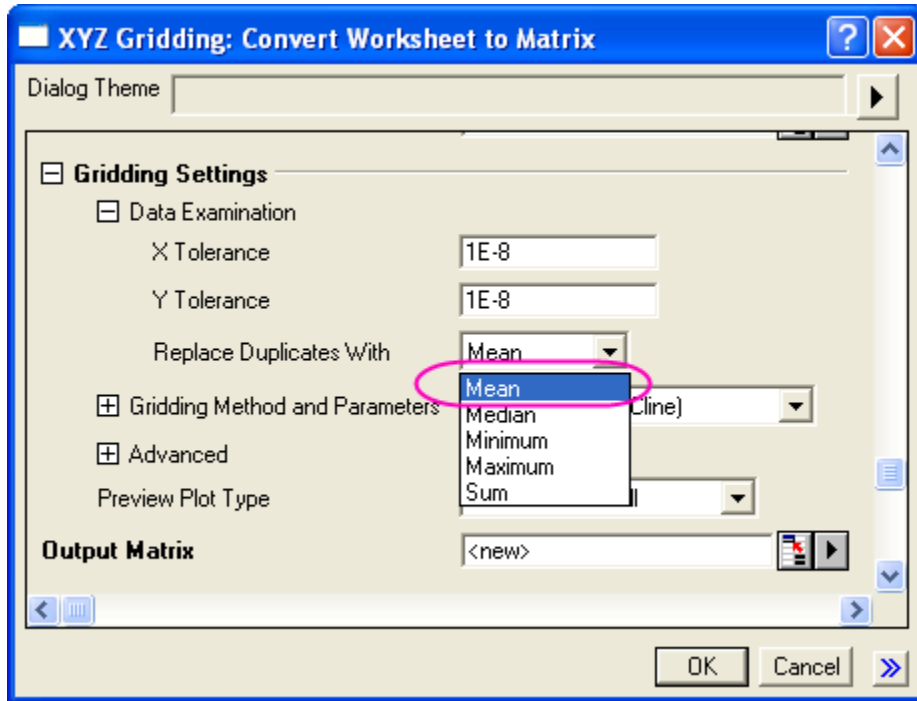 XYZ Gridding: Convert Worksheet to Matrix
Dialog Theme
Gridding Settings
Data Examination
X Tolerance 1E-8
Y Tolerance 1E-8
Replace Duplicates With Mean
Mean
Gridding Method and Parameters Cline)
Median
Minimum
Advanced
Maximum
Preview Plot Type
Sum
Output Matrix <new>
OK Cancel